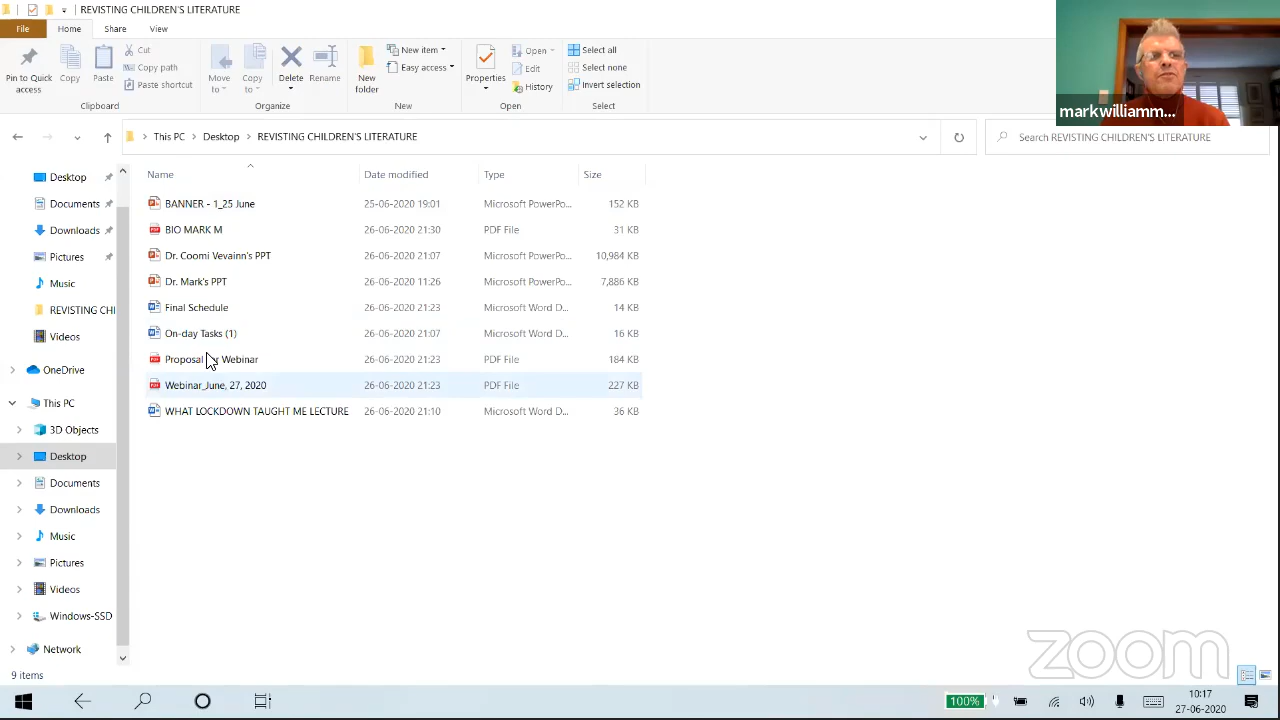 REVISTING CHILDREN'S LITERATURE
File Home Share View
Pin to Quick access
Copy
Paste
Cut
Copy path
Paste shortcut
Clipboard
Move to
Copy to
Delete
Rename
Organize
New folder
New item
Easy access
New
Properties
Open
Edit
History
Open
Select all
Select none
Invert selection
Select
markwilliamm...
This PC Desktop REVISTING CHILDREN'S LITERATURE
Search REVISTING CHILDREN'S LITERATURE
Desktop
Documents
Downloads
Pictures
Music
REVISTING CHI
Videos
OneDrive
This PC
3D Objects
Desktop
Documents
Downloads
Music
Pictures
Videos
Windows-SSD
Network
Name Date modified Type Size
BANNER - 1_25 June 25-06-2020 19:01 Microsoft PowerPo... 152 KB
BIO MARK M 26-06-2020 21:30 PDF File 31 KB
Dr. Coomi Vevainn's PPT 26-06-2020 21:07 Microsoft PowerPo... 10,984 KB
Dr. Mark's PPT 26-06-2020 11:26 Microsoft PowerPo... 7,886 KB
Final Schedule 26-06-2020 21:23 Microsoft Word D... 14 KB
On-day Tasks (1) 26-06-2020 21:07 Microsoft Word D... 16 KB
Proposal Webinar 26-06-2020 21:23 PDF File 184 KB
Webinar_June, 27, 2020 26-06-2020 21:23 PDF File 227 KB
WHAT LOCKDOWN TAUGHT ME LECTURE 26-06-2020 21:10 Microsoft Word D... 36 KB
9 items
zoom
100%
10:17
27-06-2020